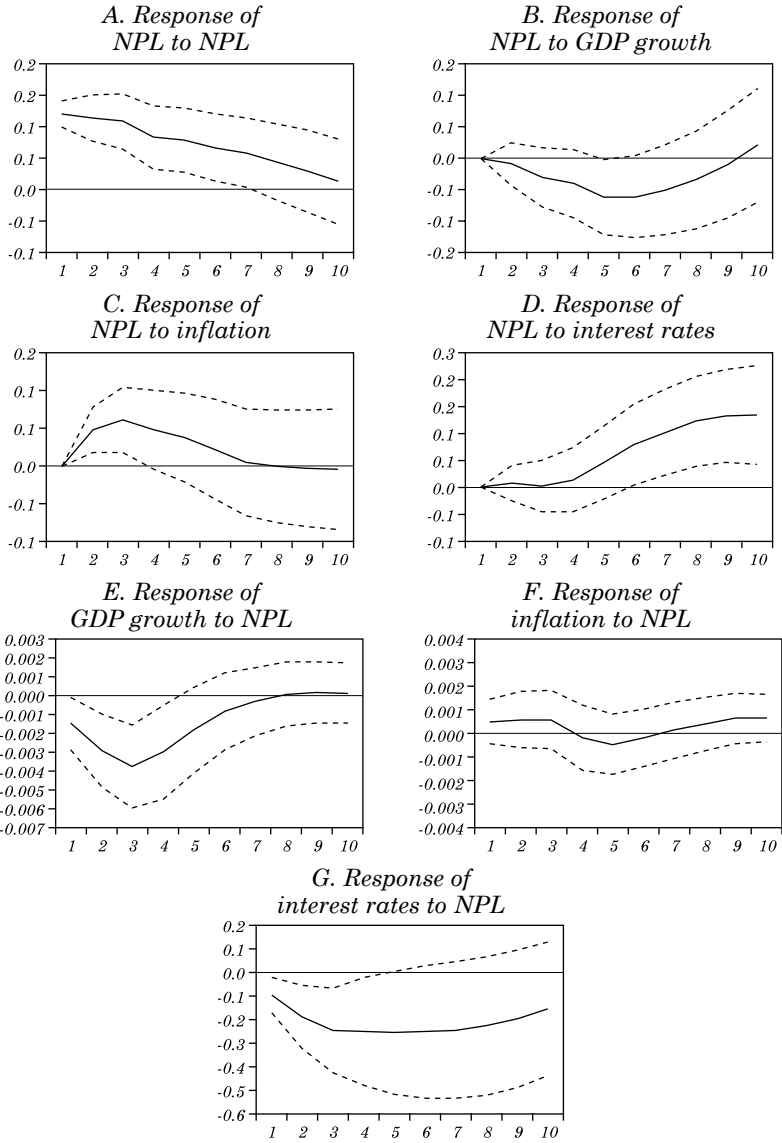 A. Response of
NPL to NPL
0.2
0.2
0.1
0.1
0.0
-0.1
-0.1
1 2 3 4 5 6 7 8 9 10
B. Response of
NPL to GDP growth
0.2
0.1
0.1
0.0
-0.1
-0.1
-0.2
1 2 3 4 5 6 7 8 9 10
C. Response of
NPL to inflation
0.2
0.1
0.1
0.0
-0.1
-0.1
1 2 3 4 5 6 7 8 9 10
D. Response of
NPL to interest rates
0.3
0.2
0.2
0.1
0.1
0.0
-0.1
-0.1
1 2 3 4 5 6 7 8 9 10
E. Response of
GDP growth to NPL
0.003
0.002
0.001
0.000
-0.001
-0.002
-0.003
-0.004
-0.005
-0.006
-0.007
1 2 3 4 5 6 7 8 9 10
F. Response of
inflation to NPL
0.004
0.003
0.002
0.001
0.000
-0.001
-0.002
-0.003
-0.004
1 2 3 4 5 6 7 8 9 10
G. Response of
interest rates to NPL
0.2
0.1
0.0
-0.1
-0.2
-0.3
-0.4
-0.5
-0.6
1 2 3 4 5 6 7 8 9 10